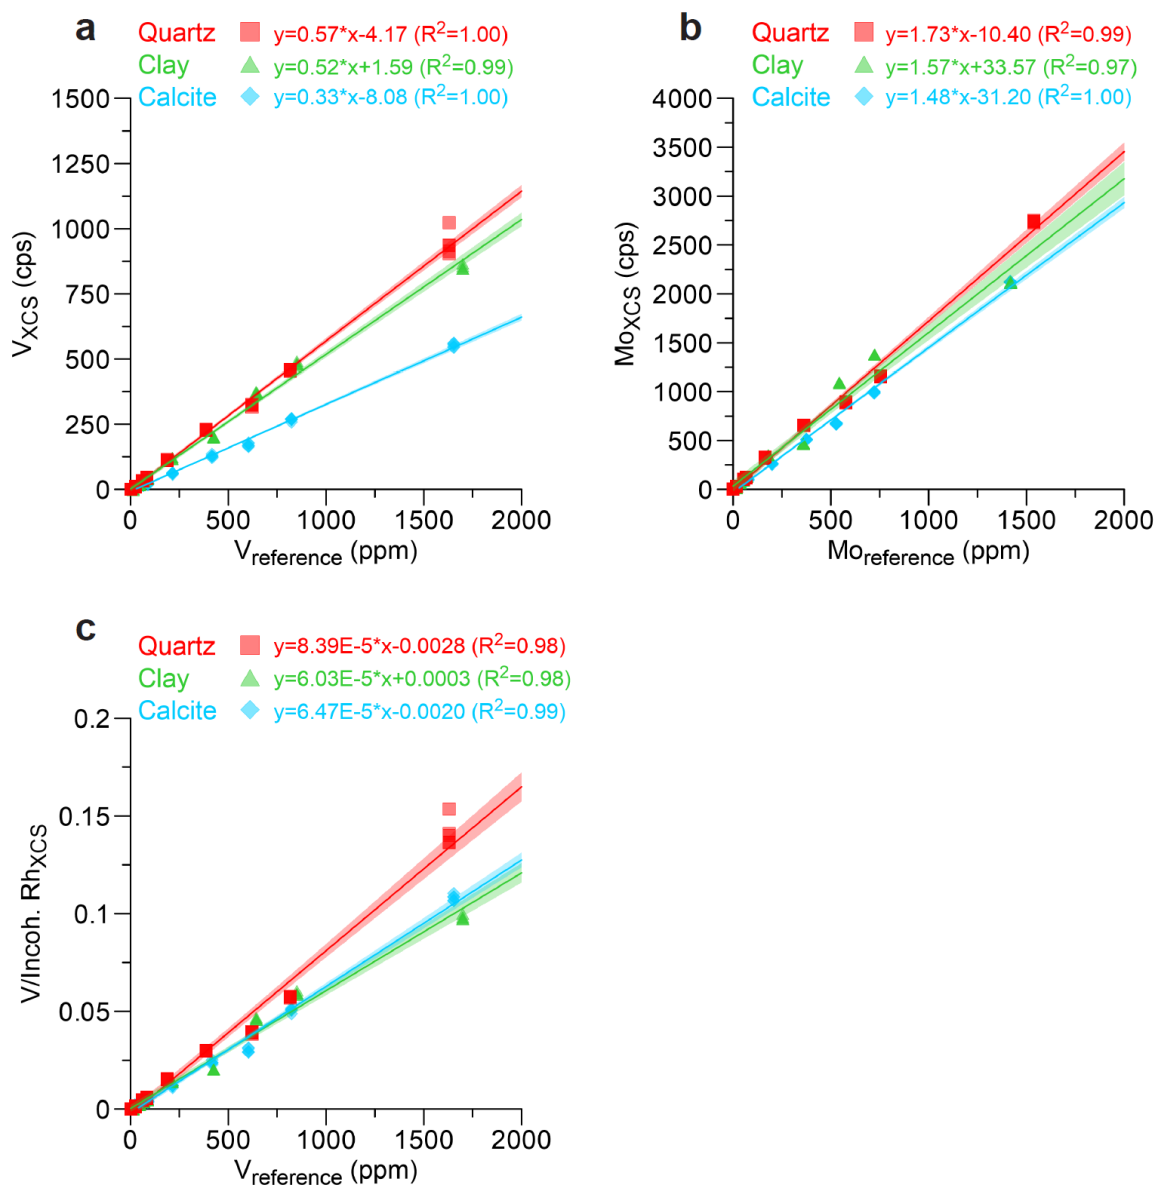 a
Quartz y=0.57*x-4.17 (R²=1.00)
Clay y=0.52*x+1.59 (R²=0.99)
Calcite y=0.33*x-8.08 (R²=1.00)
1500
1250
1000
750
500
250
0
V_XCS (cps)
0 500 1000 1500 2000
V_reference (ppm)
b
Quartz y=1.73*x-10.40 (R²=0.99)
Clay y=1.57*x+33.57 (R²=0.97)
Calcite y=1.48*x-31.20 (R²=1.00)
4000
3500
3000
2500
2000
1500
1000
500
0
Mo_XCS (cps)
0 500 1000 1500 2000
Mo_reference (ppm)
c
Quartz y=8.39E-5*x-0.0028 (R²=0.98)
Clay y=6.03E-5*x+0.0003 (R²=0.98)
Calcite y=6.47E-5*x-0.0020 (R²=0.99)
0.2
0.15
0.1
0.05
0
V/Incoh. Rh_XCS
0 500 1000 1500 2000
V_reference (ppm)